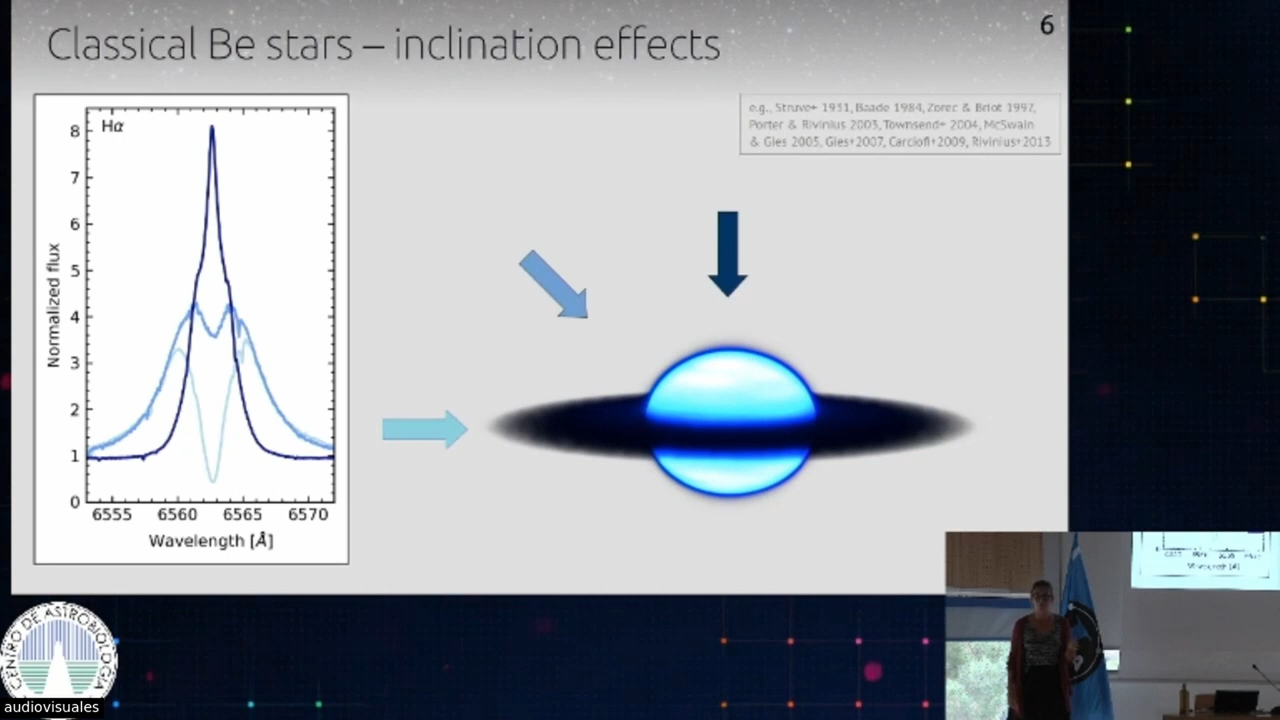 Classical Be stars – inclination effects
6
e.g., Struve+ 1931, Baade 1984, Zorec & Briot 1997,
Porter & Rivinius 2003, Townsend+ 2004, McSwain
& Gies 2005, Gies+2007, Carciofi+2009, Rivinius+2013
Hα
8
7
6
5
4
3
2
1
0
Normalized flux
6555 6560 6565 6570
Wavelength [Å]
CENTRO DE ASTROBIOLOGIA
audiovisuales
Wavelength [Å]